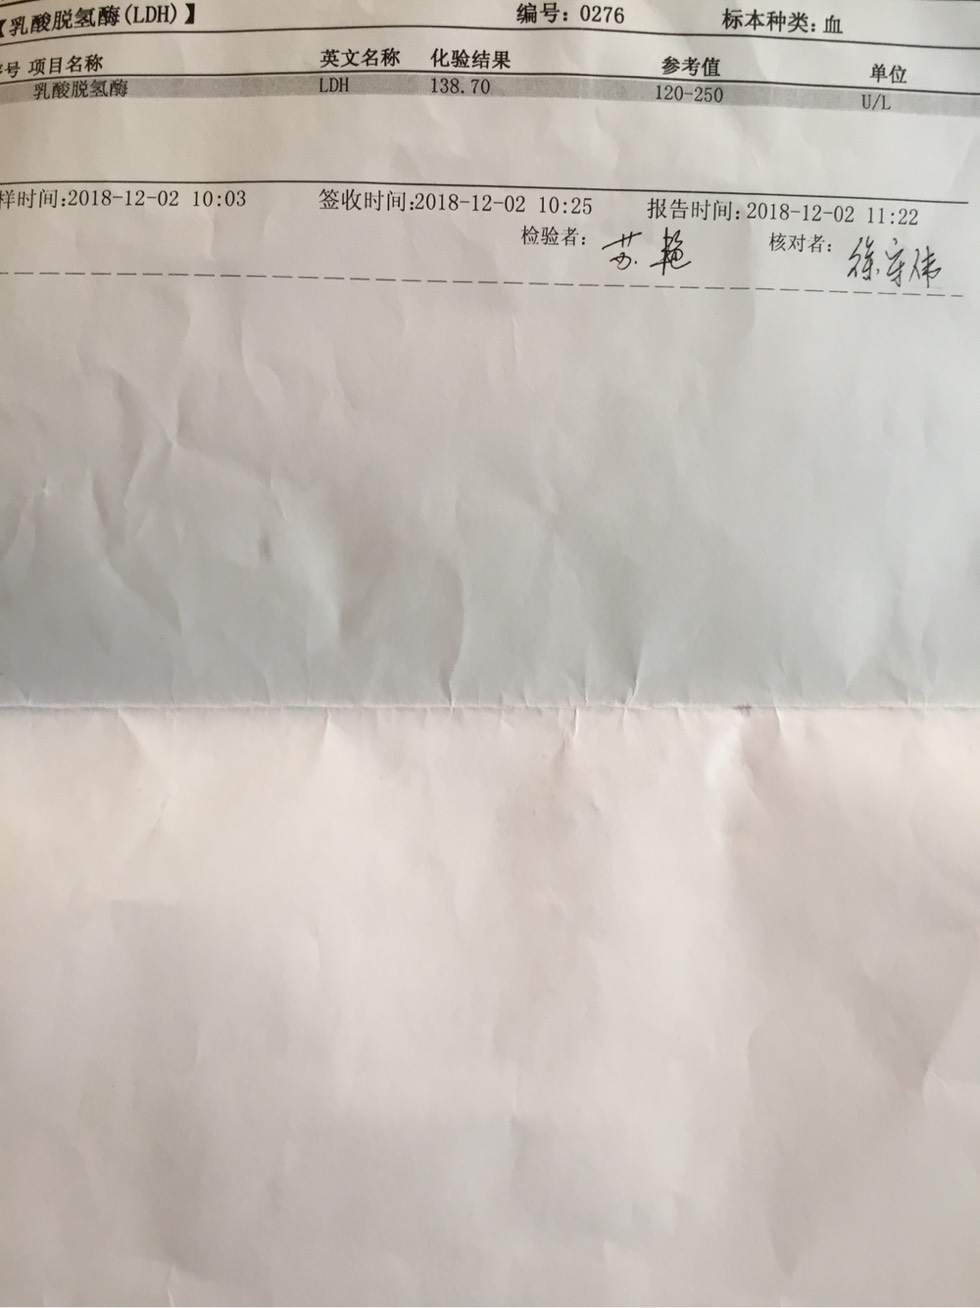 【乳酸脱氢酶(LDH)】 编号: 0276 标本种类: 血
号 项目名称 英文名称 化验结果 参考值 单位
乳酸脱氢酶 LDH 138.70 120-250 U/L
样时间:2018-12-02 10:03 签收时间:2018-12-02 10:25 报告时间: 2018-12-02 11:22
检验者: 苏艳 核对者: 徐守伟